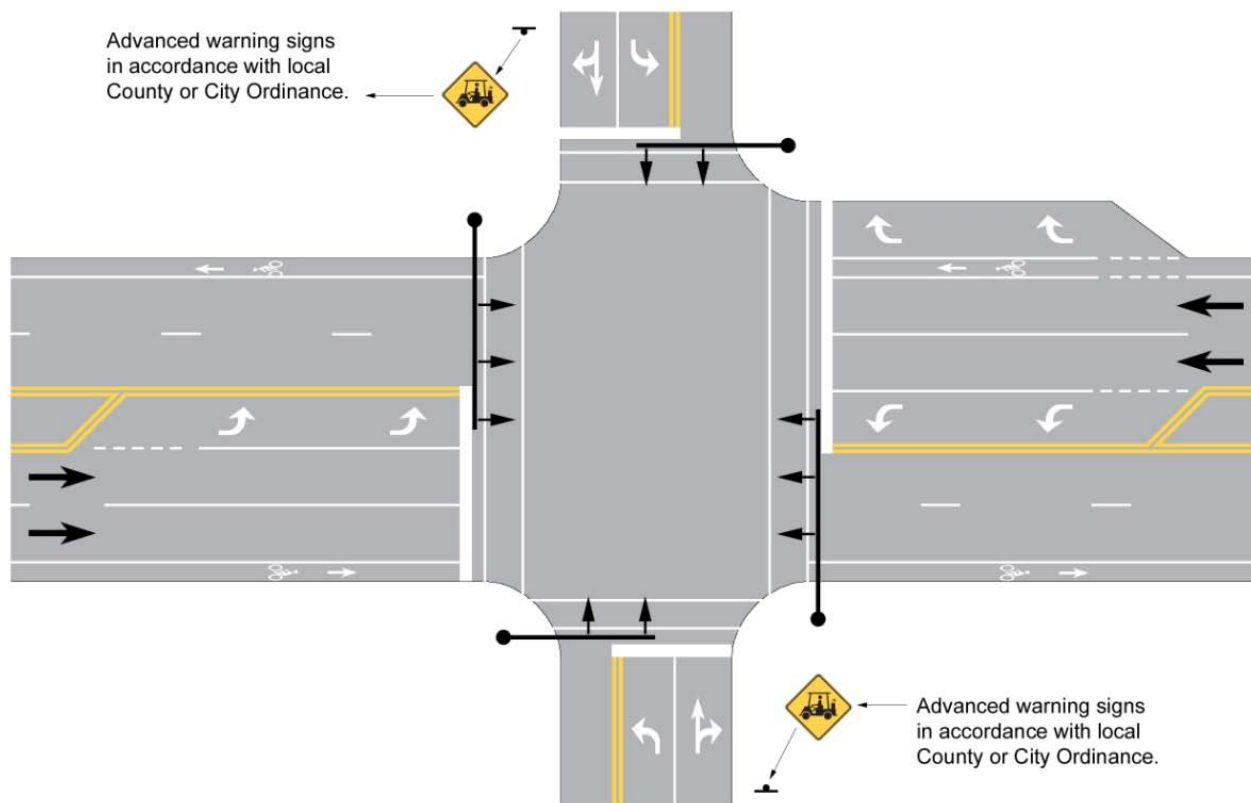 Advanced warning signs
in accordance with local
County or City Ordinance.
Advanced warning signs
in accordance with local
County or City Ordinance.